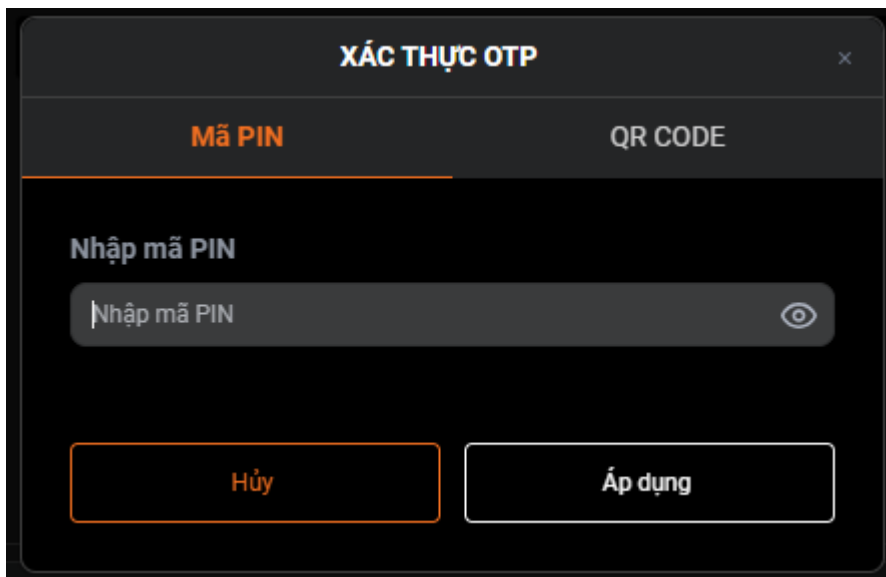 XÁC THỰC OTP
Mã PIN
QR CODE
Nhập mã PIN
Nhập mã PIN
Hủy
Áp dụng